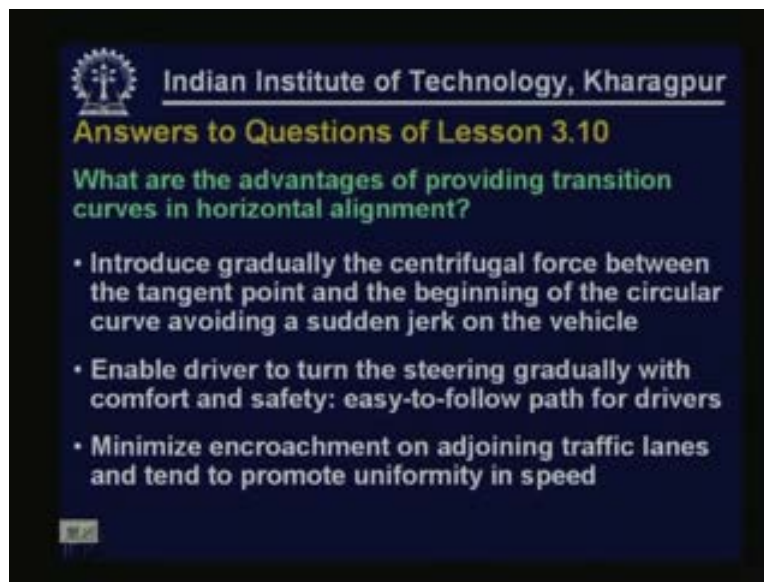 Indian Institute of Technology, Kharagpur
Answers to Questions of Lesson 3.10
What are the advantages of providing transition
curves in horizontal alignment?
• Introduce gradually the centrifugal force between
the tangent point and the beginning of the circular
curve avoiding a sudden jerk on the vehicle
• Enable driver to turn the steering gradually with
comfort and safety: easy-to-follow path for drivers
• Minimize encroachment on adjoining traffic lanes
and tend to promote uniformity in speed